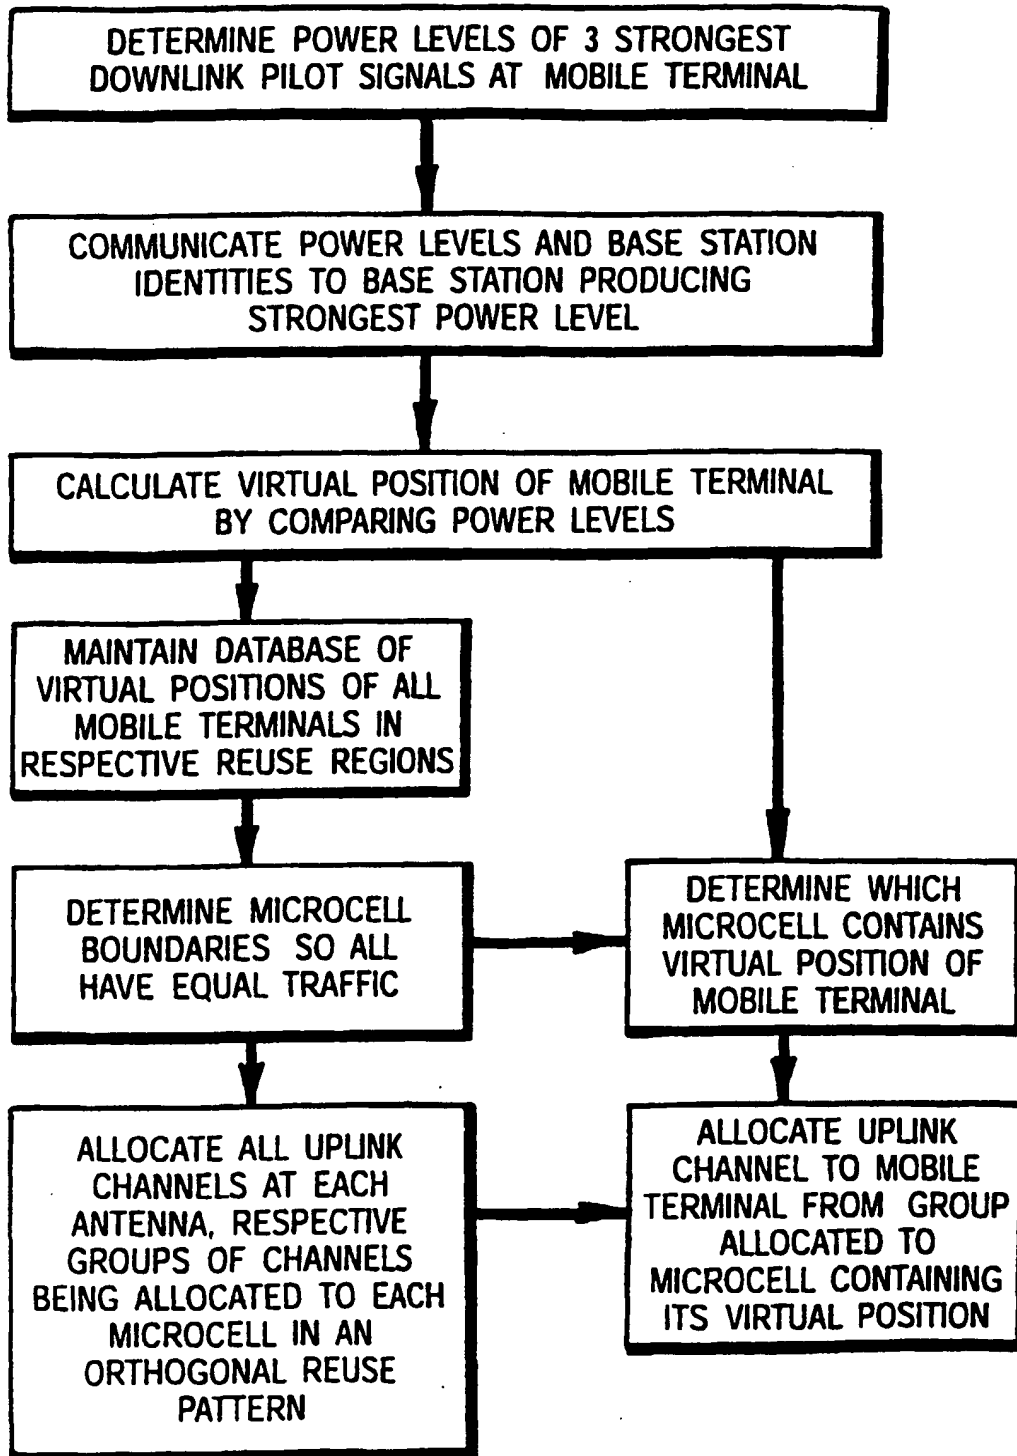 DETERMINE POWER LEVELS OF 3 STRONGEST
DOWNLINK PILOT SIGNALS AT MOBILE TERMINAL
COMMUNICATE POWER LEVELS AND BASE STATION
IDENTITIES TO BASE STATION PRODUCING
STRONGEST POWER LEVEL
CALCULATE VIRTUAL POSITION OF MOBILE TERMINAL
BY COMPARING POWER LEVELS
MAINTAIN DATABASE OF
VIRTUAL POSITIONS OF ALL
MOBILE TERMINALS IN
RESPECTIVE REUSE REGIONS
DETERMINE MICROCELL
BOUNDARIES SO ALL
HAVE EQUAL TRAFFIC
DETERMINE WHICH
MICROCELL CONTAINS
VIRTUAL POSITION OF
MOBILE TERMINAL
ALLOCATE ALL UPLINK
CHANNELS AT EACH
ANTENNA, RESPECTIVE
GROUPS OF CHANNELS
BEING ALLOCATED TO EACH
MICROCELL IN AN
ORTHOGONAL REUSE
PATTERN
ALLOCATE UPLINK
CHANNEL TO MOBILE
TERMINAL FROM GROUP
ALLOCATED TO
MICROCELL CONTAINING
ITS VIRTUAL POSITION